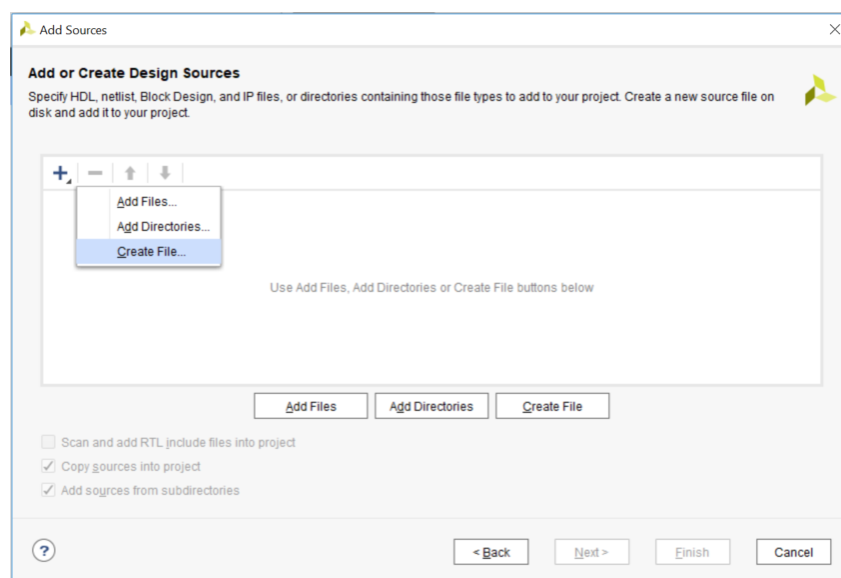 Add Sources
Add or Create Design Sources
Specify HDL, netlist, Block Design, and IP files, or directories containing those file types to add to your project. Create a new source file on
disk and add it to your project.
Add Files...
Add Directories...
Create File...
Use Add Files, Add Directories or Create File buttons below
Add Files
Add Directories
Create File
Scan and add RTL include files into project
Copy sources into project
Add sources from subdirectories
?
< Back
Next >
Finish
Cancel